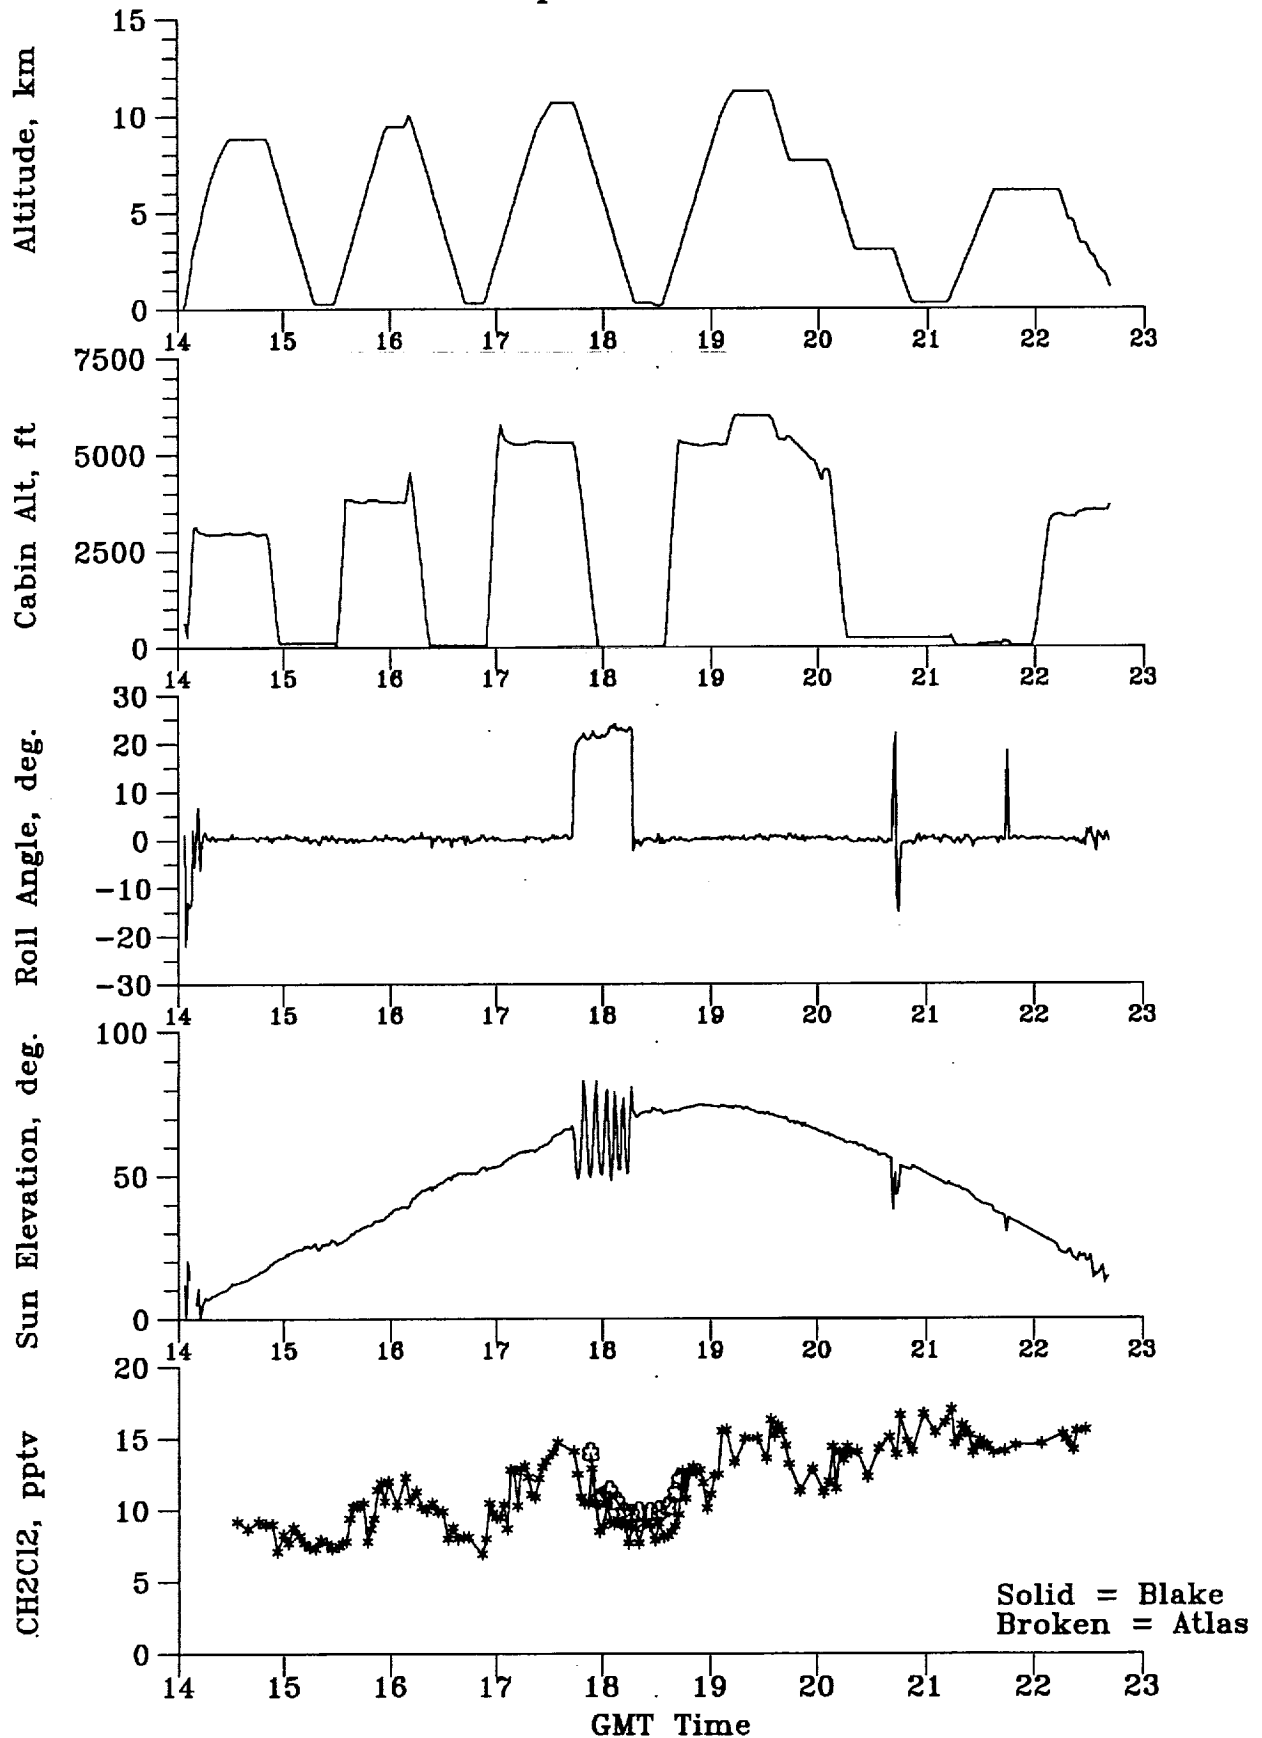 15
10
5
0
Altitude, km
14 15 16 17 18 19 20 21 22 23
7500
5000
2500
0
Cabin Alt, ft
14 15 16 17 18 19 20 21 22 23
30
20
10
0
−10
−20
−30
Roll Angle, deg.
14 15 16 17 18 19 20 21 22 23
100
50
0
Sun Elevation, deg.
14 15 16 17 18 19 20 21 22 23
20
15
10
5
0
CH2Cl2, pptv
Solid = Blake
Broken = Atlas
14 15 16 17 18 19 20 21 22 23
GMT Time